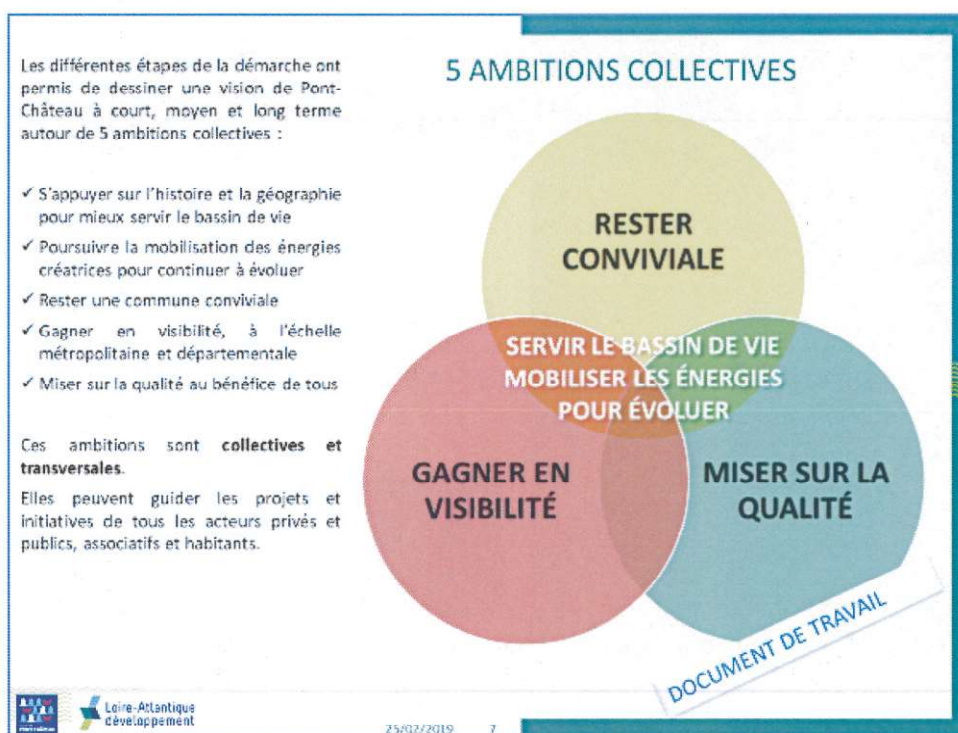 Les différentes étapes de la démarche ont
permis de dessiner une vision de Pont-
Château à court, moyen et long terme
autour de 5 ambitions collectives :
✓ S'appuyer sur l'histoire et la géographie
pour mieux servir le bassin de vie
✓ Poursuivre la mobilisation des énergies
créatrices pour continuer à évoluer
✓ Rester une commune conviviale
✓ Gagner en visibilité, à l'échelle
métropolitaine et départementale
✓ Miser sur la qualité au bénéfice de tous
Ces ambitions sont collectives et
transversales.
Elles peuvent guider les projets et
initiatives de tous les acteurs privés et
publics, associatifs et habitants.
5 AMBITIONS COLLECTIVES
RESTER
CONVIVIALE
SERVIR LE BASSIN DE VIE
MOBILISER LES ÉNERGIES
POUR ÉVOLUER
GAGNER EN
VISIBILITÉ
MISER SUR LA
QUALITÉ
DOCUMENT DE TRAVAIL
Loire-Atlantique
développement
25/02/2019 7